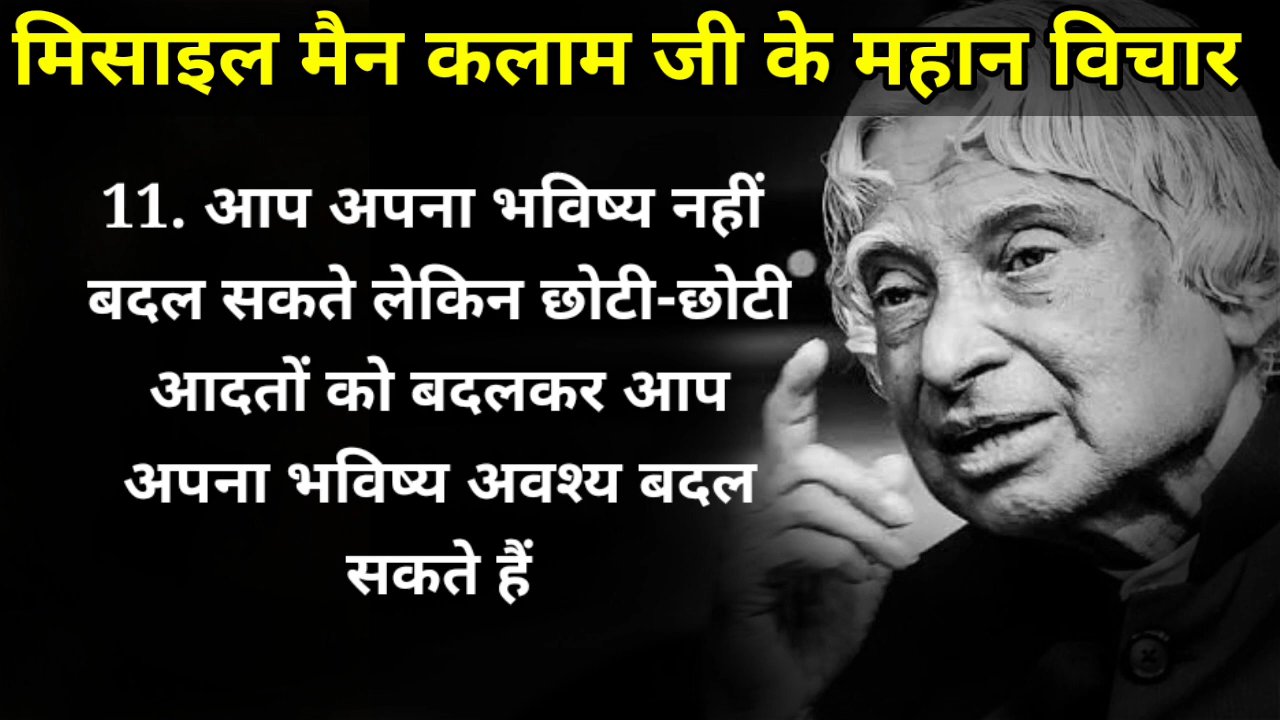 मिसाइल मैन कलाम जी के महान विचार
11. आप अपना भविष्य नहीं
बदल सकते लेकिन छोटी-छोटी
आदतों को बदलकर आप
अपना भविष्य अवश्य बदल
सकते हैं